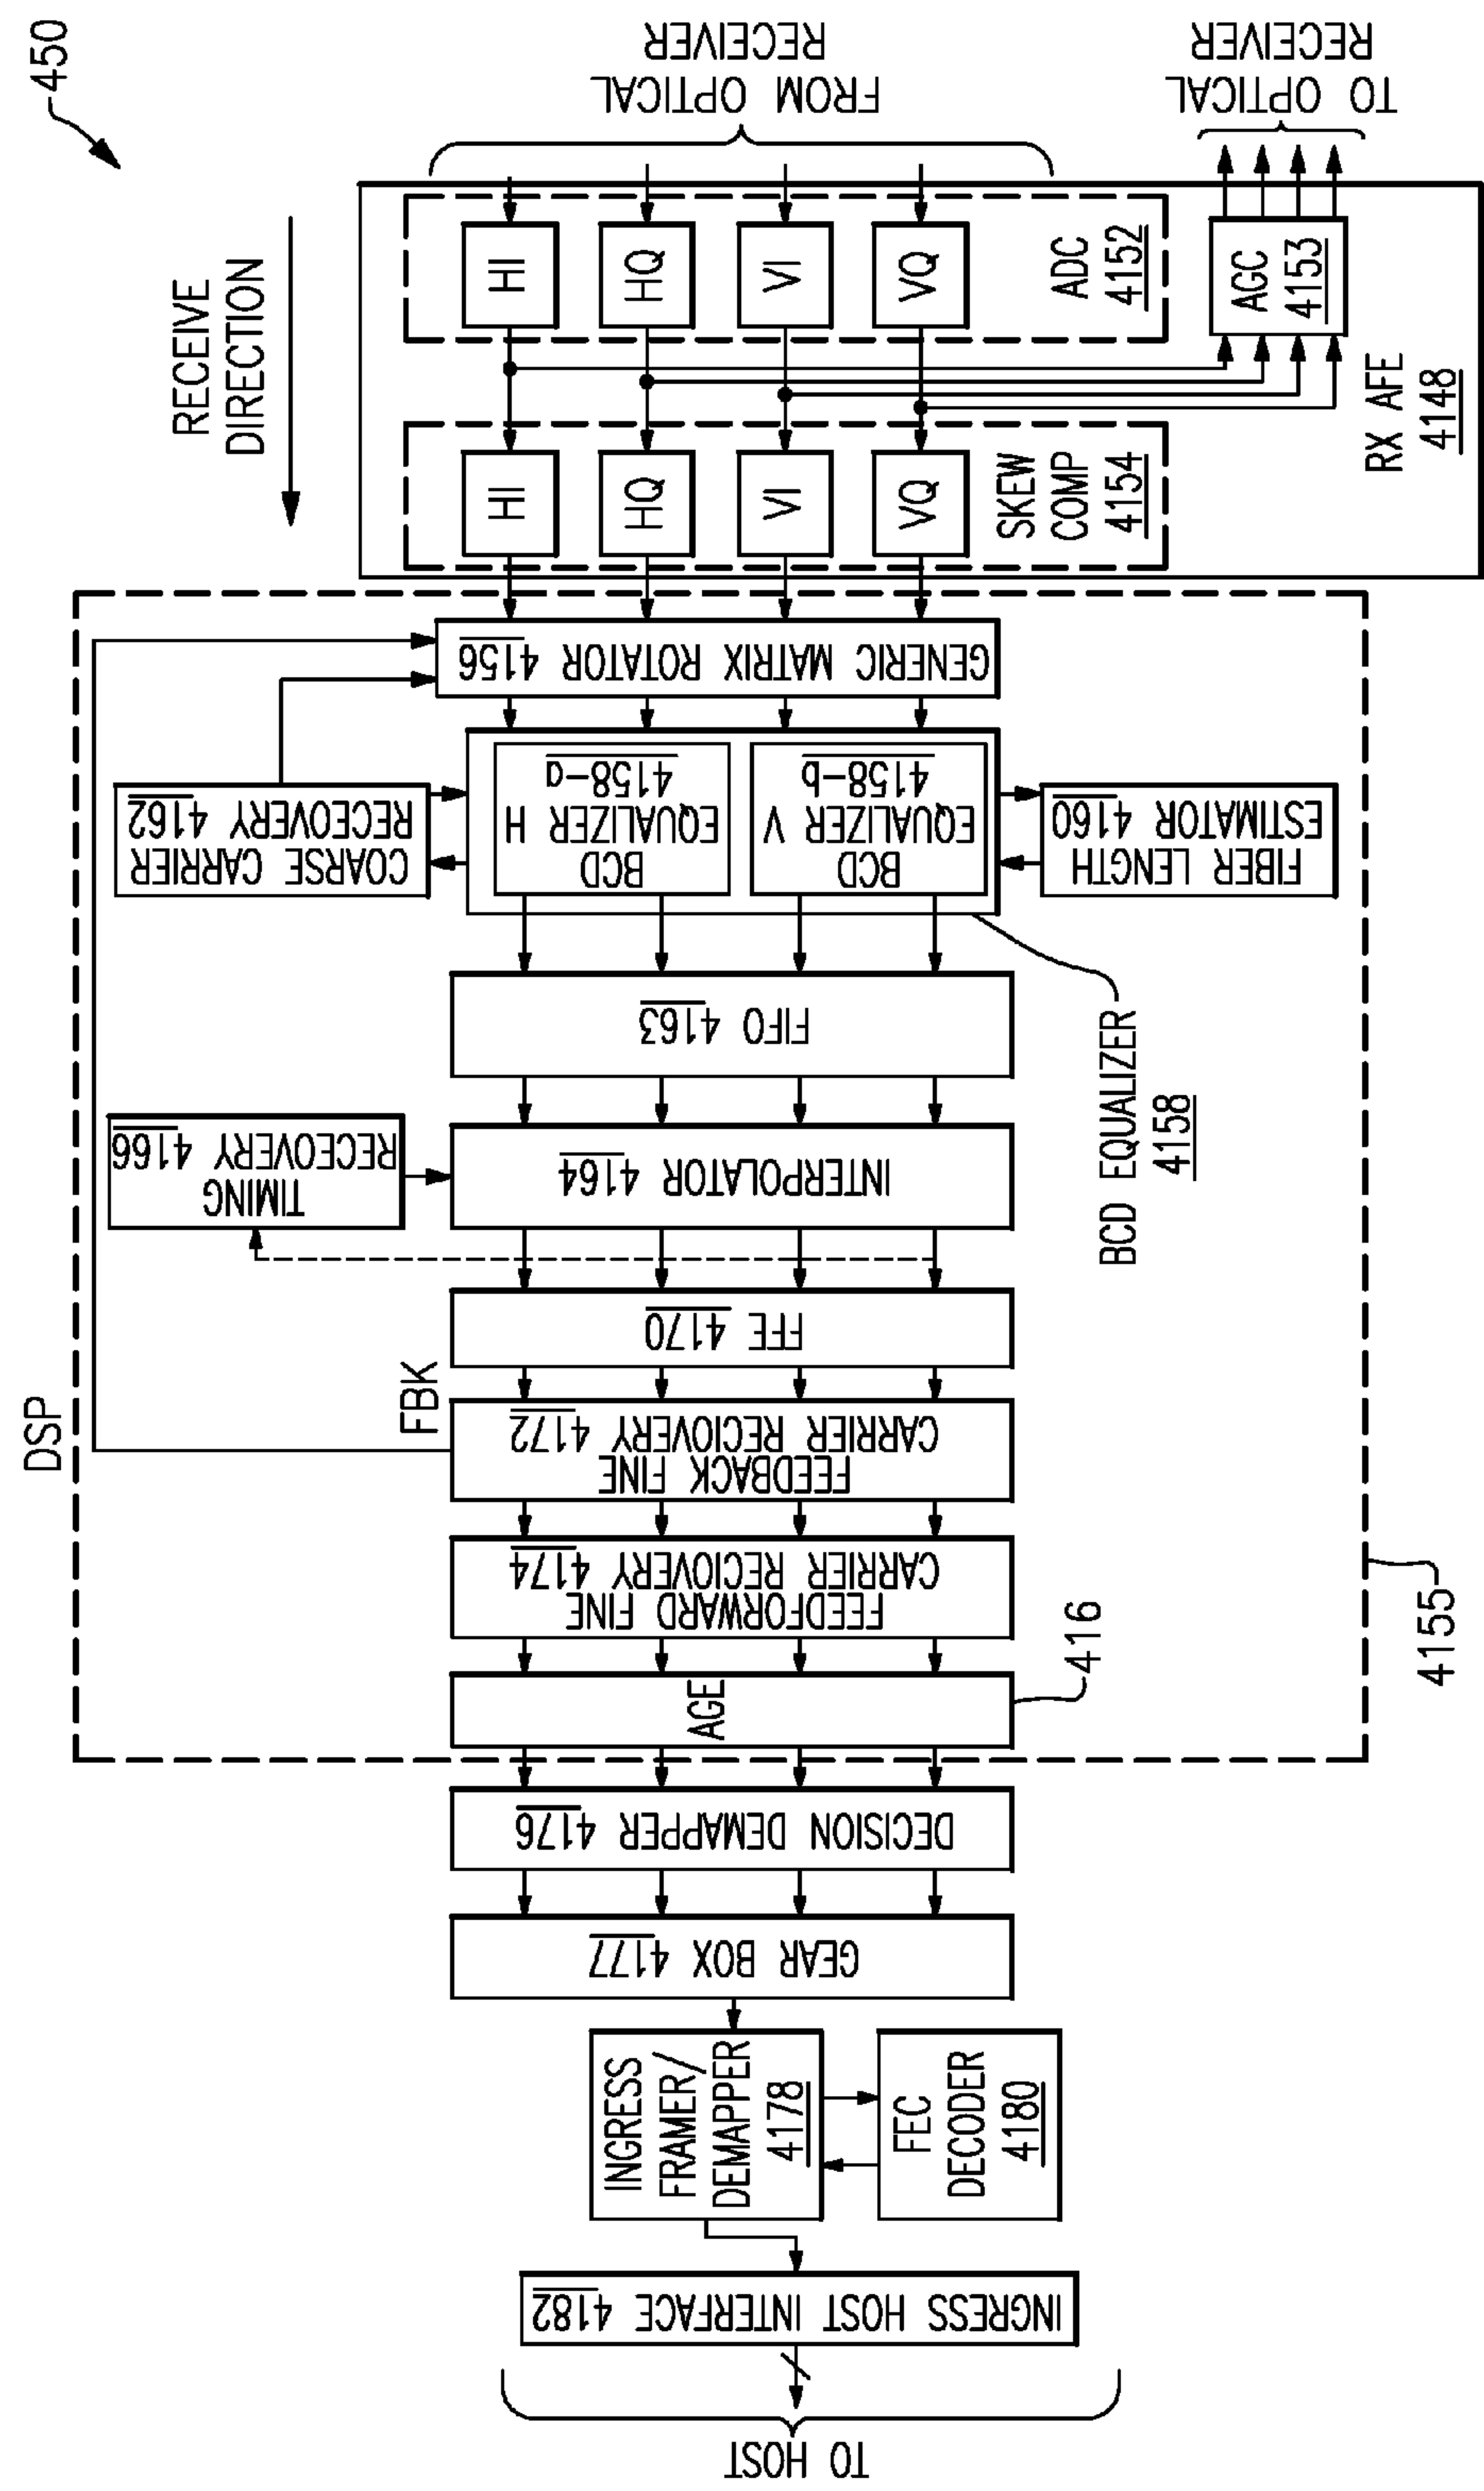 450
RECEIVE
DIRECTION
FROM OPTICAL
RECEIVER
TO OPTICAL
RECEIVER
HI
HQ
VI
VQ
ADC
4152
AGC
4153
HI
HQ
VI
VQ
SKEW
COMP
4154
RX AFE
4148
DSP
GENERIC MATRIX ROTATOR 4156
COARSE CARRIER
RECEOVERY 4162
BCD
EQUALIZER H
4158-a
BCD
EQUALIZER V
4158-b
FIBER LENGTH
ESTIMATOR 4160
BCD EQUALIZER
4158
FIFO 4163
TIMING
RECEOVERY 4166
INTERPOLATOR 4164
FFE 4170
FBK
FEEDBACK FINE
CARRIER RECIOVERY 4172
FEEDFORWARD FINE
CARRIER RECIOVERY 4174
AGE
416
4155
DECISION DEMAPPER 4176
GEAR BOX 4177
INGRESS
FRAMER/
DEMAPPER
4178
FEC
DECODER
4180
INGRESS HOST INTERFACE 4182
TO HOST